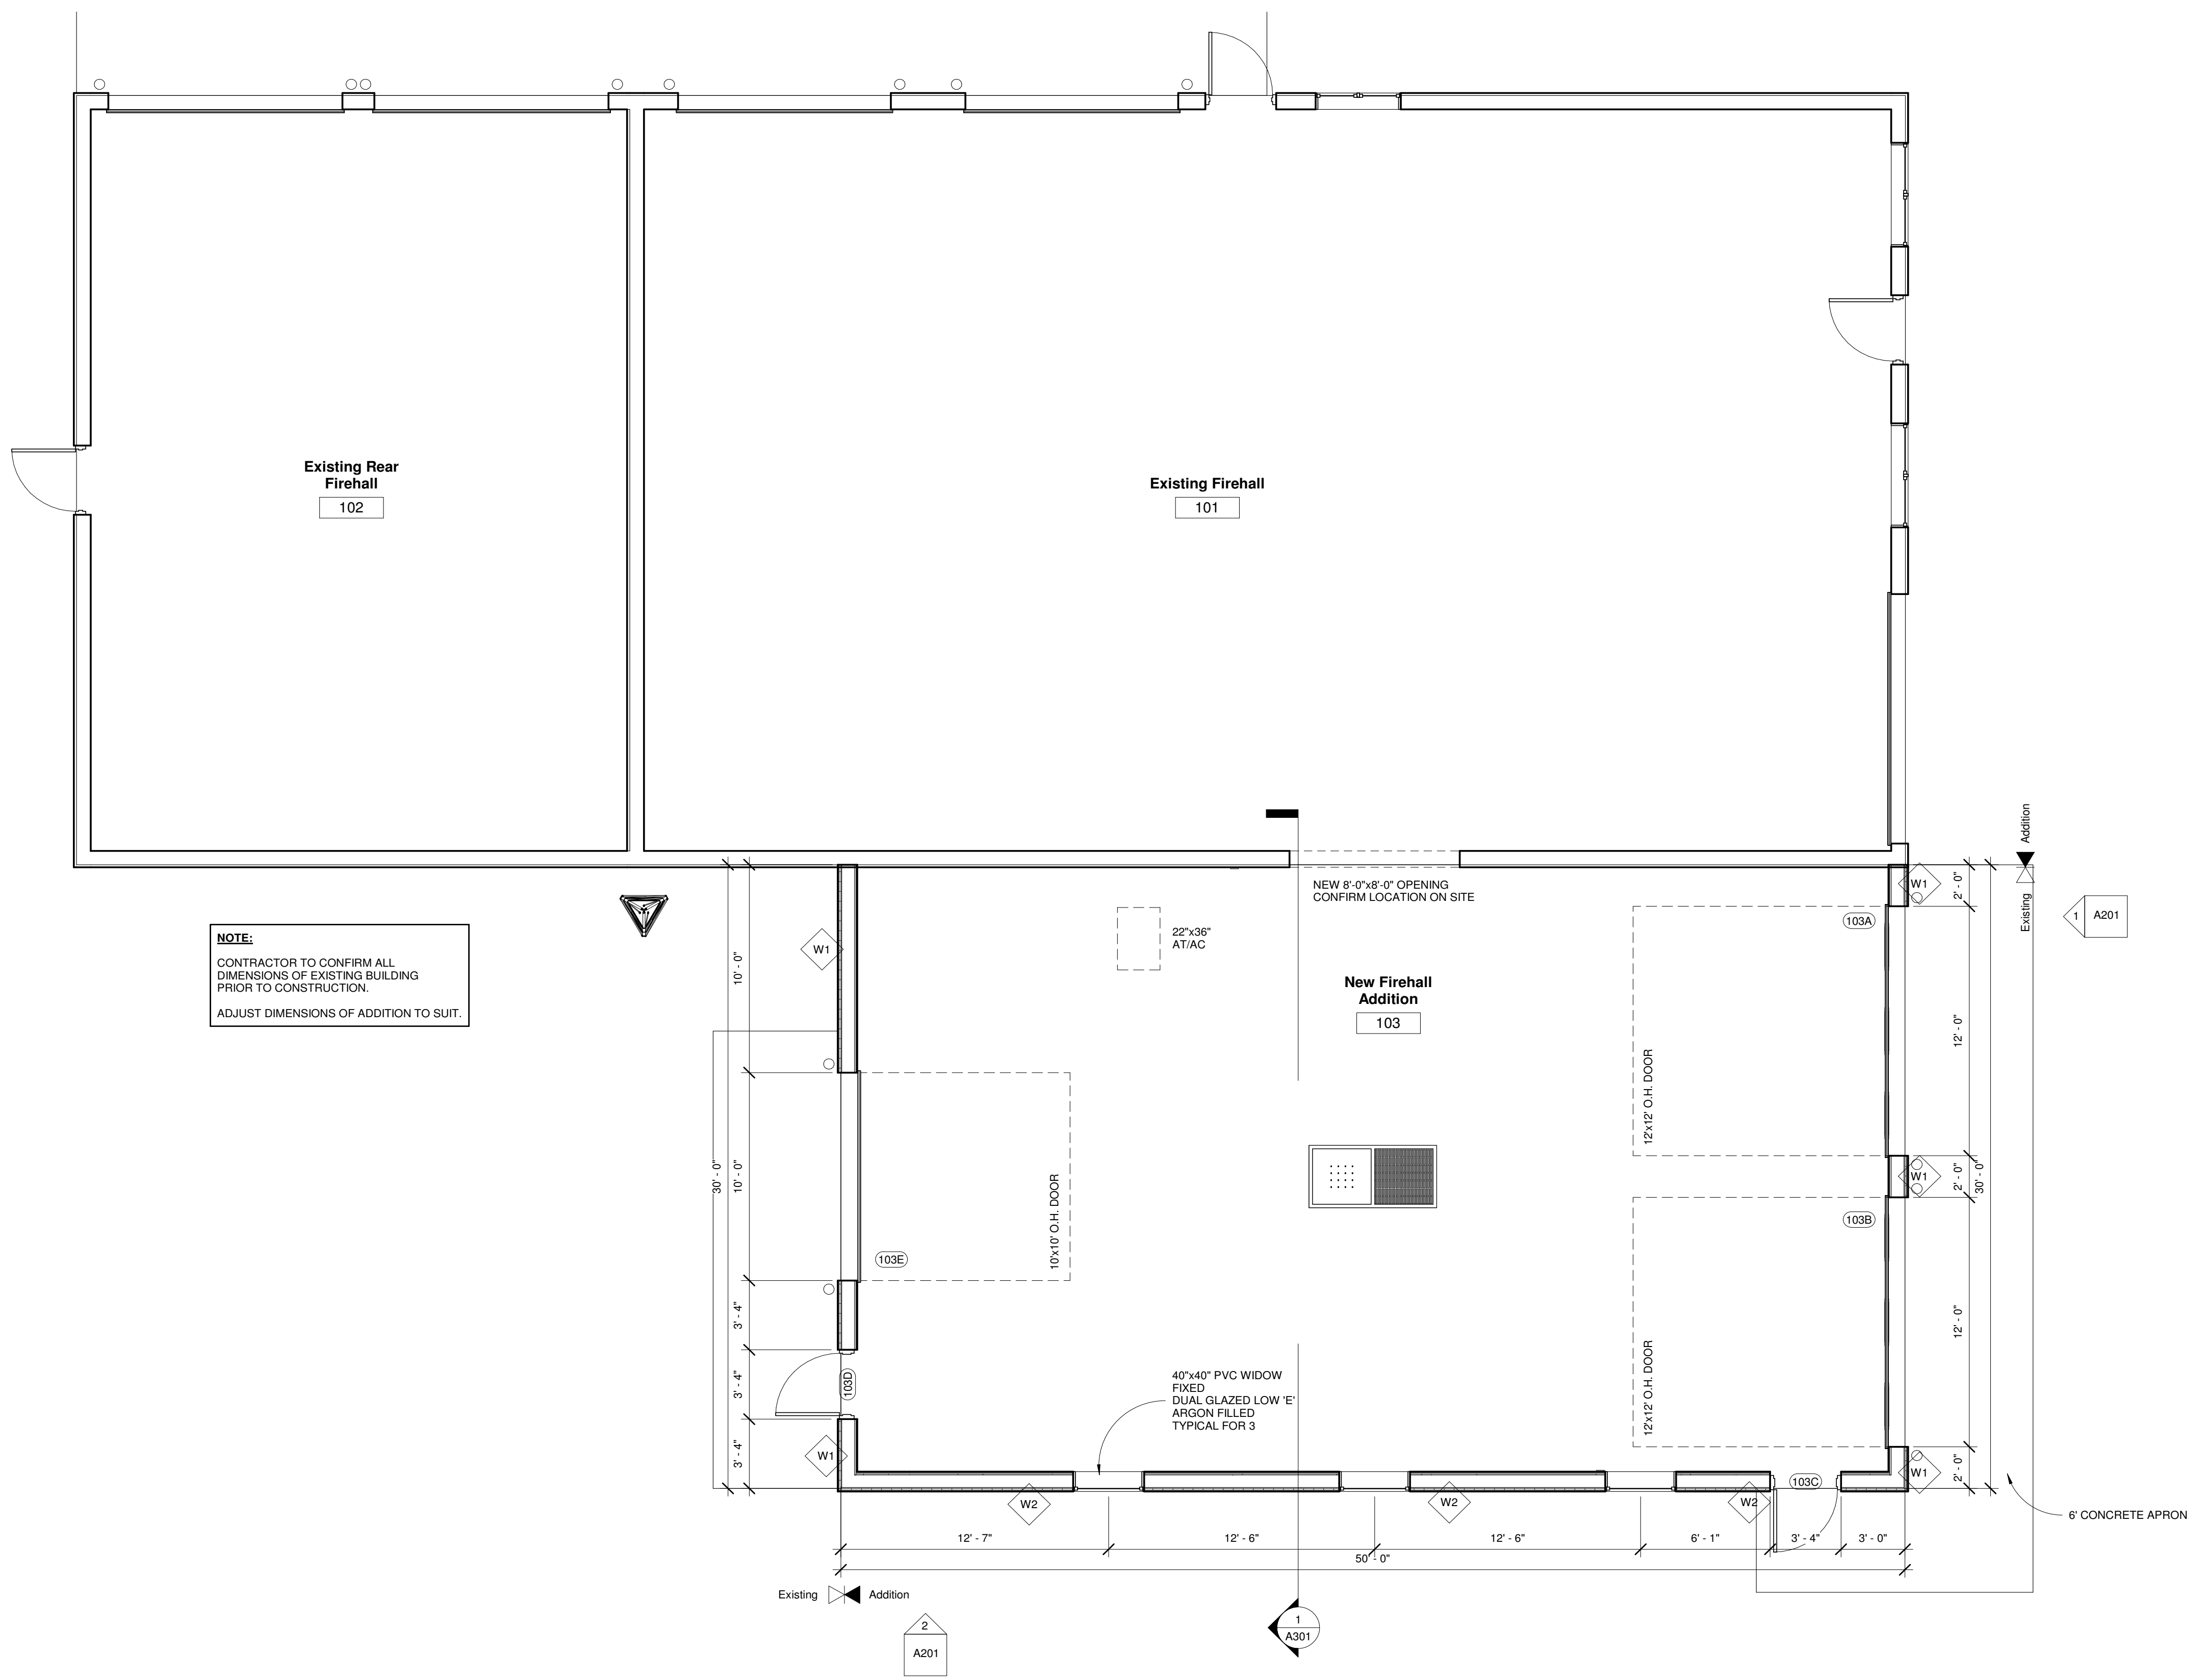 Existing Rear
Firehall
102
Existing Firehall
101
NOTE:
CONTRACTOR TO CONFIRM ALL
DIMENSIONS OF EXISTING BUILDING
PRIOR TO CONSTRUCTION.
ADJUST DIMENSIONS OF ADDITION TO SUIT.
NEW 8'-0"x8'-0" OPENING
CONFIRM LOCATION ON SITE
22"x36"
AT/AC
New Firehall
Addition
103
W1
10' - 0"
30' - 0"
10' - 0"
3' - 4"
3' - 4"
3' - 4"
W1
103D
103E
10'x10' O.H. DOOR
40"x40" PVC WIDOW
FIXED
DUAL GLAZED LOW 'E'
ARGON FILLED
TYPICAL FOR 3
12'x12' O.H. DOOR
103A
12'x12' O.H. DOOR
103B
103C
W1
W1
W1
2' - 0"
12' - 0"
2' - 0"
30' - 0"
12' - 0"
2' - 0"
Addition
Existing
1
A201
6' CONCRETE APRON
W2
W2
W2
12' - 7"
12' - 6"
12' - 6"
6' - 1"
3' - 4"
3' - 0"
50' - 0"
Existing
Addition
2
A201
1
A301